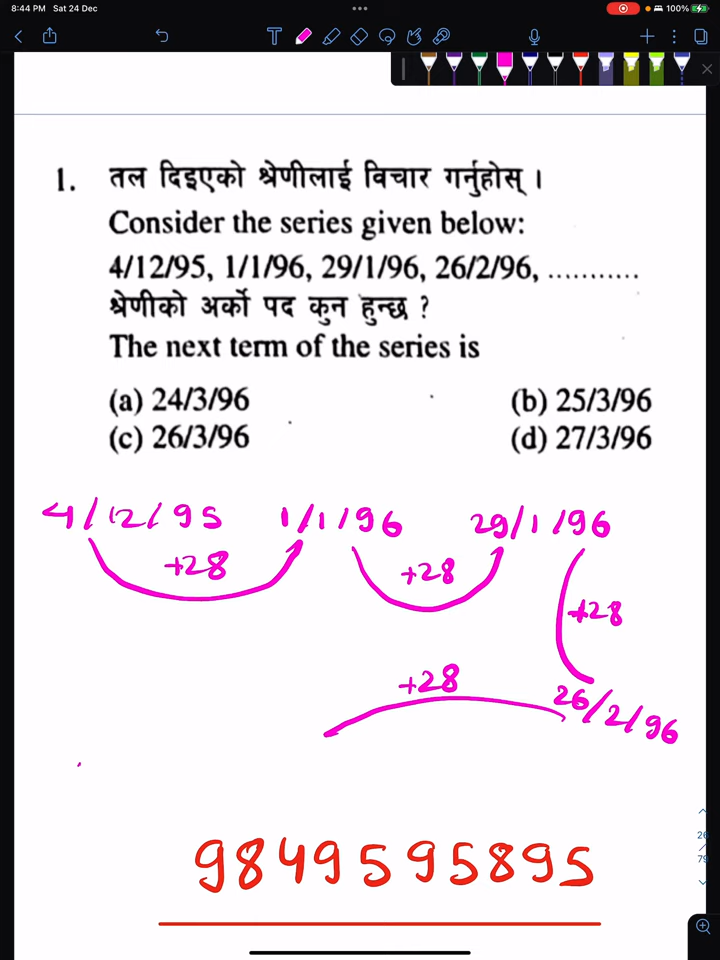 8:44 PM Sat 24 Dec
100%
1. तल दिइएको श्रेणीलाई विचार गर्नुहोस् ।
Consider the series given below:
4/12/95, 1/1/96, 29/1/96, 26/2/96, ...........
श्रेणीको अर्को पद कुन हुन्छ ?
The next term of the series is
(a) 24/3/96 (b) 25/3/96
(c) 26/3/96 (d) 27/3/96
4/12/95 1/1/96 29/1/96
+28 +28
+28
+28 26/2/96
9849595895
26
/
79